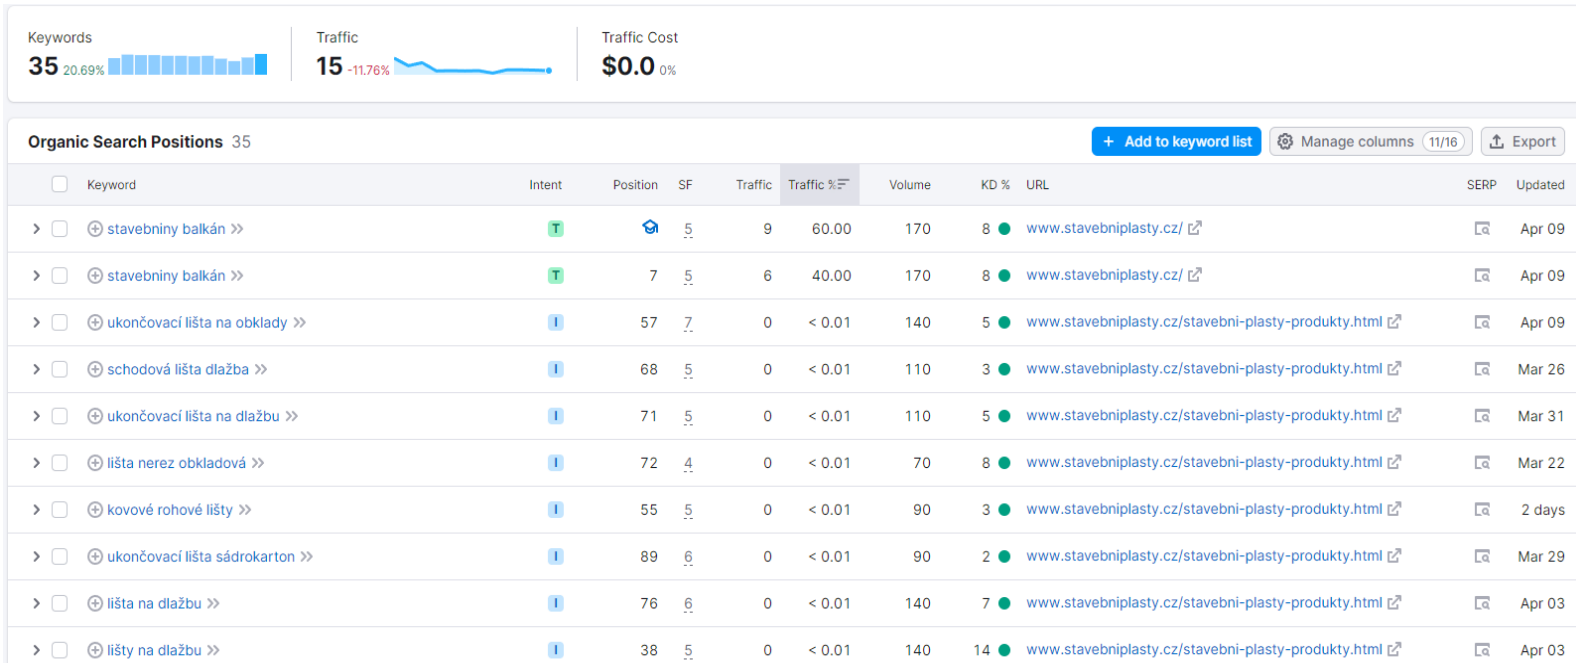 Keywords
35 20.69%
Traffic
15 -11.76%
Traffic Cost
$0.0 0%
Organic Search Positions 35
+ Add to keyword list
Manage columns 11/16
Export
Keyword Intent Position SF Traffic Traffic % Volume KD % URL SERP Updated
stavebniny balkán T 5 9 60.00 170 8 www.stavebniplasty.cz/ Apr 09
stavebniny balkán T 7 5 6 40.00 170 8 www.stavebniplasty.cz/ Apr 09
ukončovací lišta na obklady I 57 7 0 < 0.01 140 5 www.stavebniplasty.cz/stavebni-plasty-produkty.html Apr 09
schodová lišta dlažba I 68 5 0 < 0.01 110 3 www.stavebniplasty.cz/stavebni-plasty-produkty.html Mar 26
ukončovací lišta na dlažbu I 71 5 0 < 0.01 110 5 www.stavebniplasty.cz/stavebni-plasty-produkty.html Mar 31
lišta nerez obkladová I 72 4 0 < 0.01 70 8 www.stavebniplasty.cz/stavebni-plasty-produkty.html Mar 22
kovové rohové lišty I 55 5 0 < 0.01 90 3 www.stavebniplasty.cz/stavebni-plasty-produkty.html 2 days
ukončovací lišta sádrokarton I 89 6 0 < 0.01 90 2 www.stavebniplasty.cz/stavebni-plasty-produkty.html Mar 29
lišta na dlažbu I 76 6 0 < 0.01 140 7 www.stavebniplasty.cz/stavebni-plasty-produkty.html Apr 03
lišty na dlažbu I 38 5 0 < 0.01 140 14 www.stavebniplasty.cz/stavebni-plasty-produkty.html Apr 03